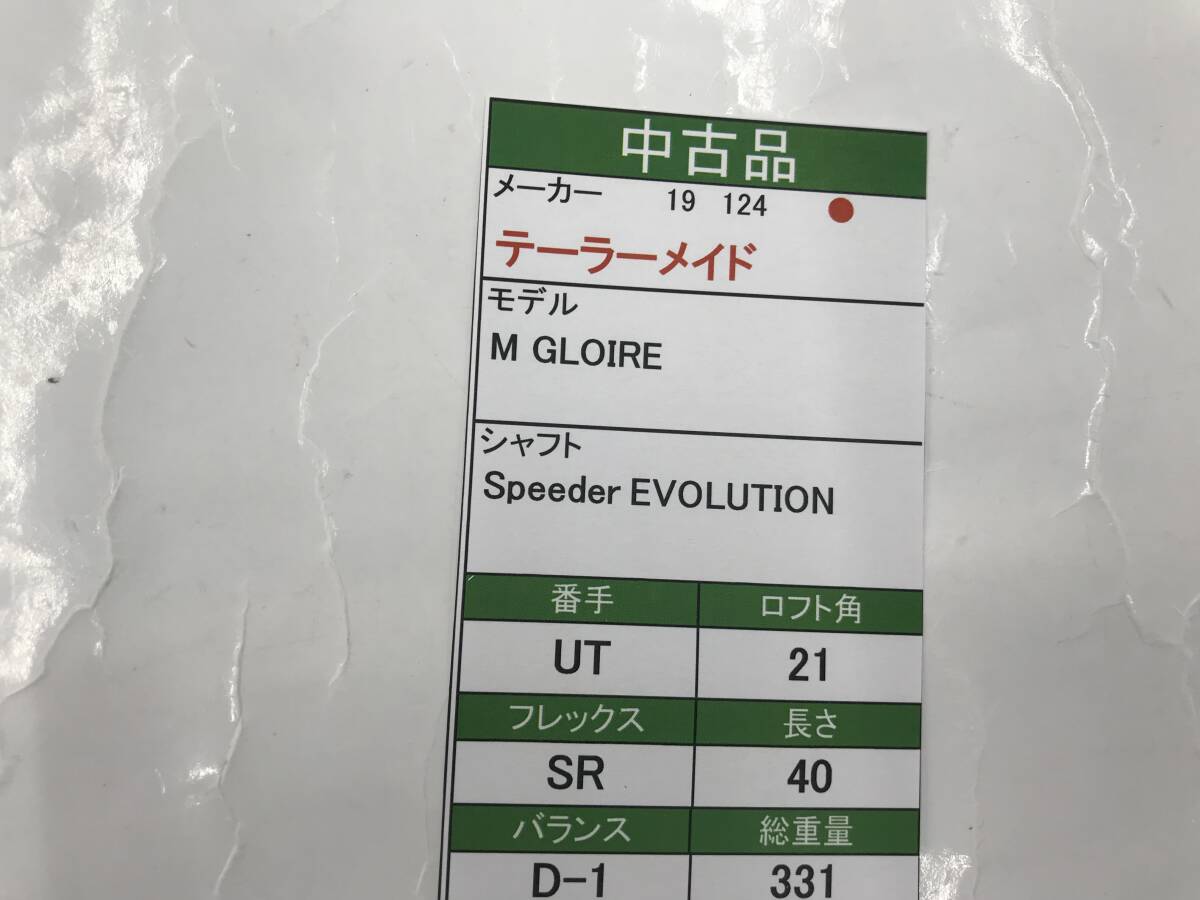 中古品
メーカー 19 124
テーラーメイド
モデル
M GLOIRE
シャフト
Speeder EVOLUTION
番手 ロフト角
UT 21
フレックス 長さ
SR 40
バランス 総重量
D-1 331